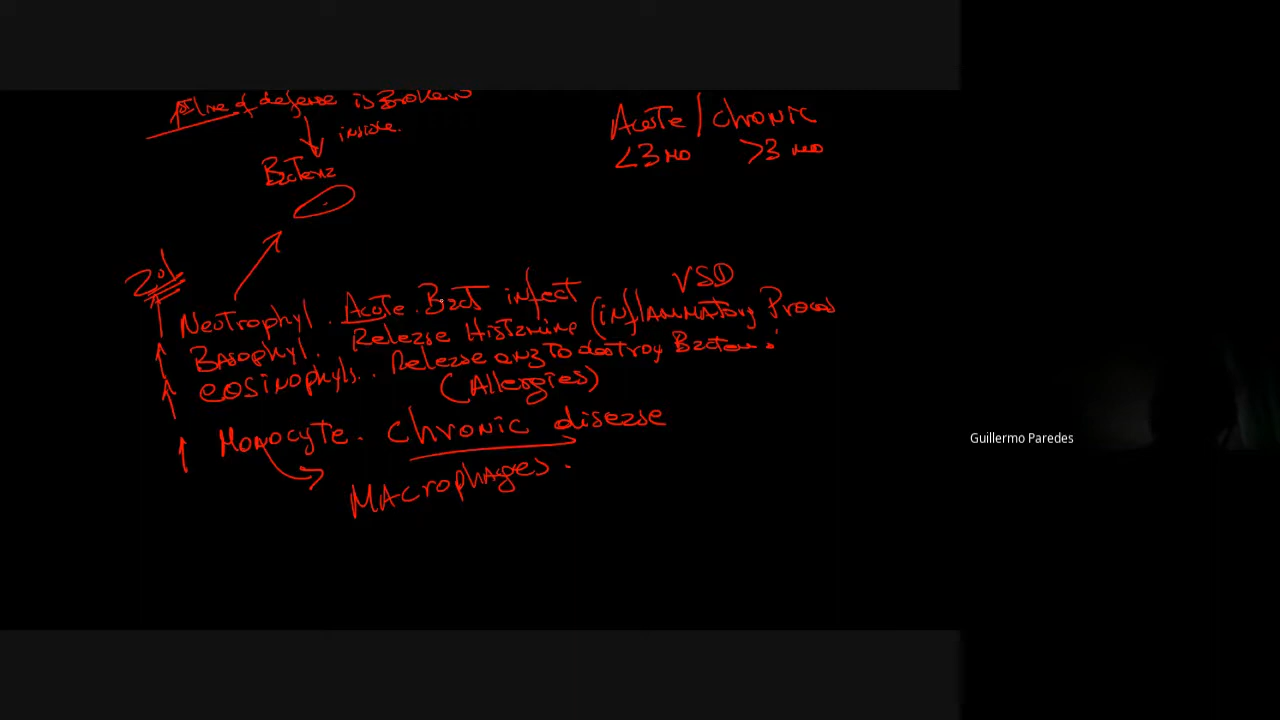 1st line of defense is broken
inside.
Bacteria
Acute / chronic
<3 mo >3 mo
2nd
VSD
Neutrophyl. Acute. Bact infect
Basophyl. Release Histamine (inflammatory Process
eosinophyls.. Release enz to destroy Bacteria
(Allergies)
Monocyte. chronic disease
Macrophages.
Guillermo Paredes